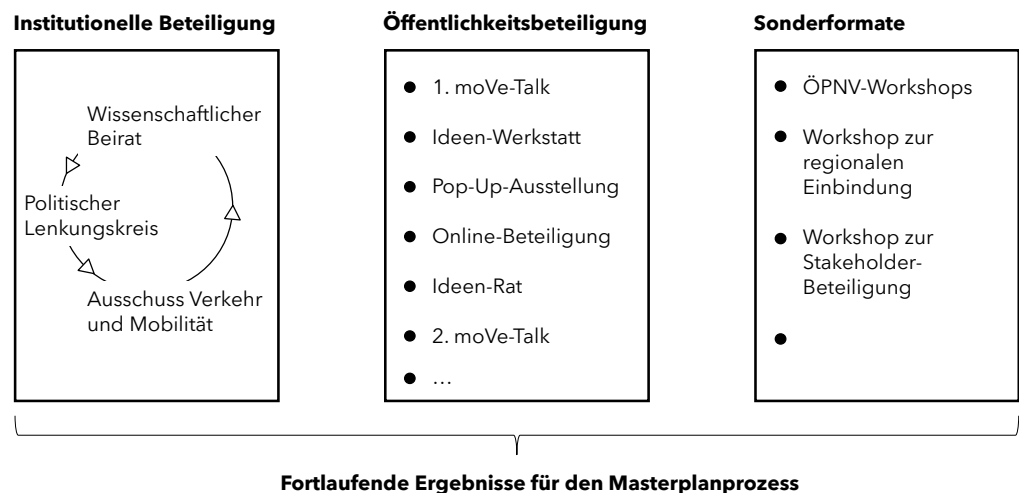 Institutionelle Beteiligung
Wissenschaftlicher
Beirat
Politischer
Lenkungskreis
Ausschuss Verkehr
und Mobilität
Öffentlichkeitsbeteiligung
● 1. moVe-Talk
● Ideen-Werkstatt
● Pop-Up-Ausstellung
● Online-Beteiligung
● Ideen-Rat
● 2. moVe-Talk
● …
Sonderformate
● ÖPNV-Workshops
● Workshop zur
regionalen
Einbindung
● Workshop zur
Stakeholder-
Beteiligung
●
Fortlaufende Ergebnisse für den Masterplanprozess